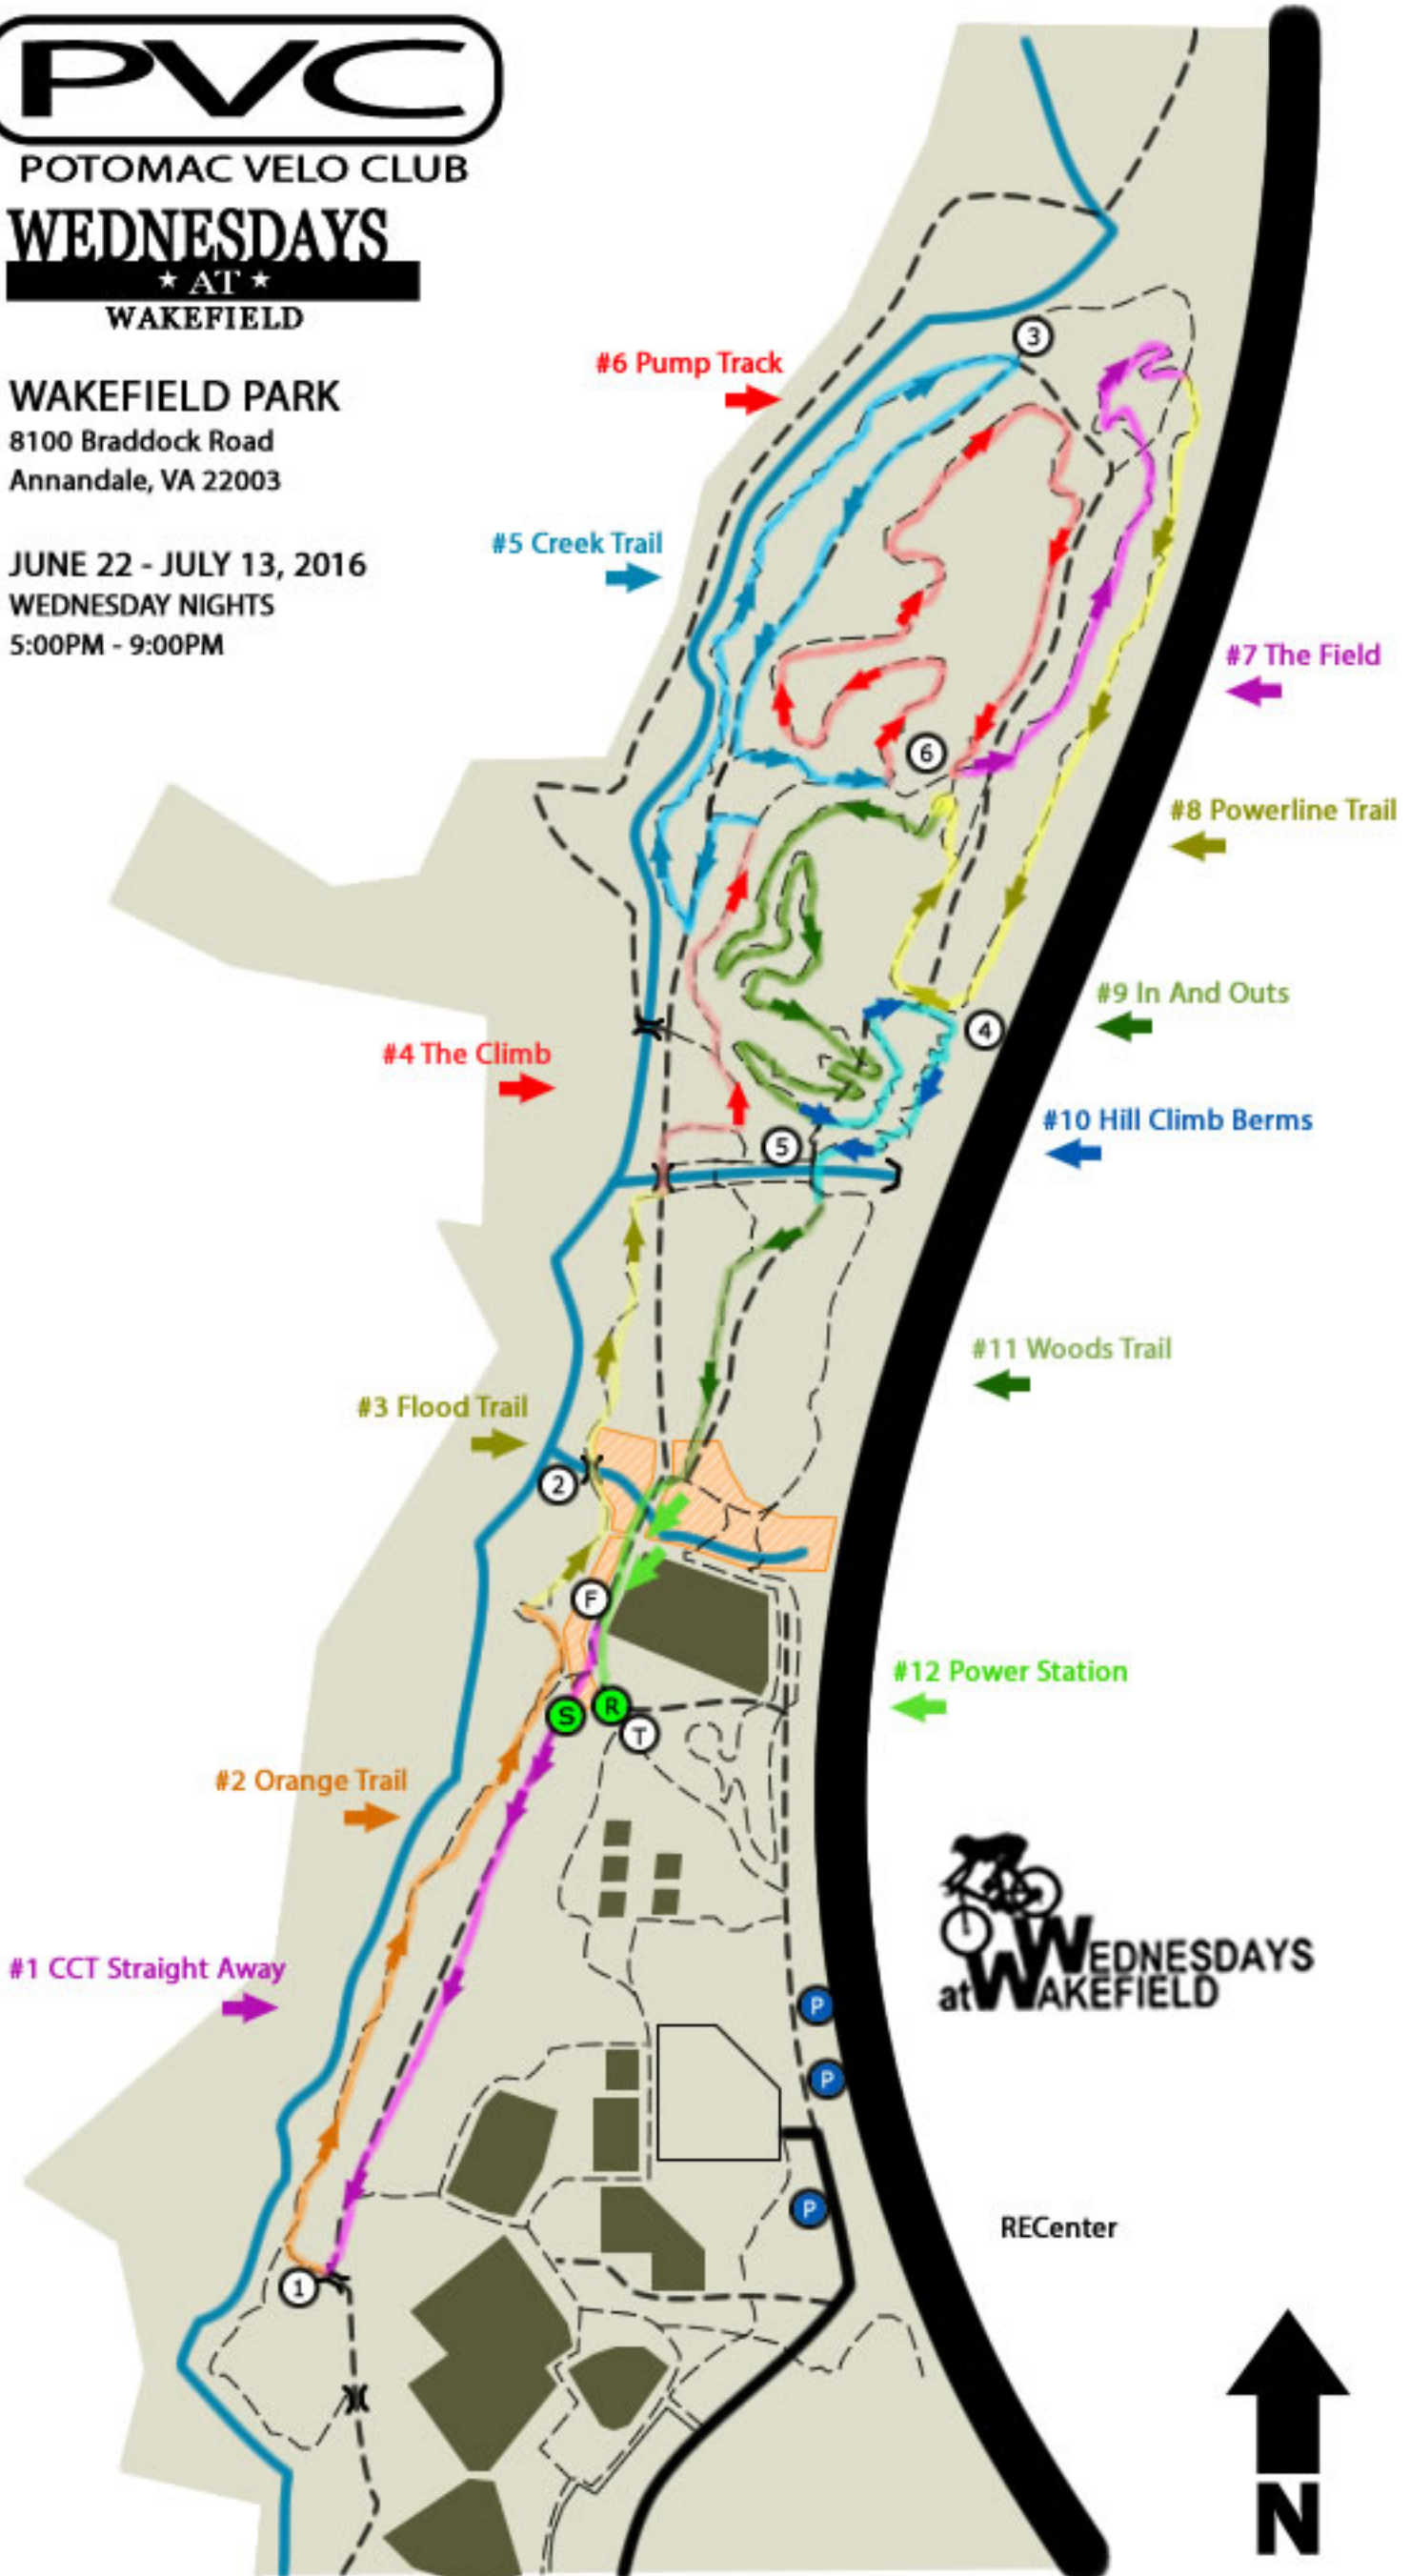 PVC
POTOMAC VELO CLUB
WEDNESDAYS
★ AT ★
WAKEFIELD
WAKEFIELD PARK
8100 Braddock Road
Annandale, VA 22003
JUNE 22 - JULY 13, 2016
WEDNESDAY NIGHTS
5:00PM - 9:00PM
3
#6 Pump Track
#5 Creek Trail
#7 The Field
6
#8 Powerline Trail
#9 In And Outs
4
#4 The Climb
#10 Hill Climb Berms
5
#11 Woods Trail
#3 Flood Trail
2
F
#12 Power Station
S
R
T
#2 Orange Trail
#1 CCT Straight Away
WEDNESDAYS
at WAKEFIELD
P
P
P
RECenter
1
N